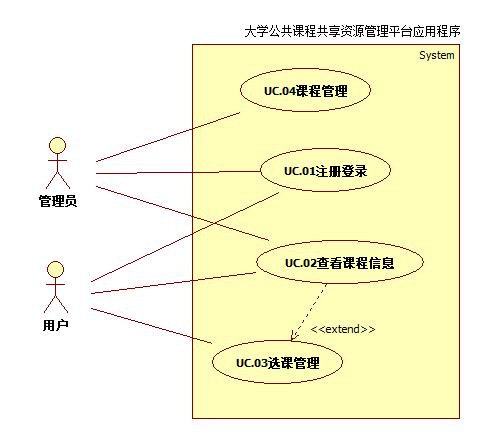 大学公共课程共享资源管理平台应用程序
System
UC.04课程管理
UC.01注册登录
管理员
UC.02查看课程信息
用户
<<extend>>
UC.03选课管理